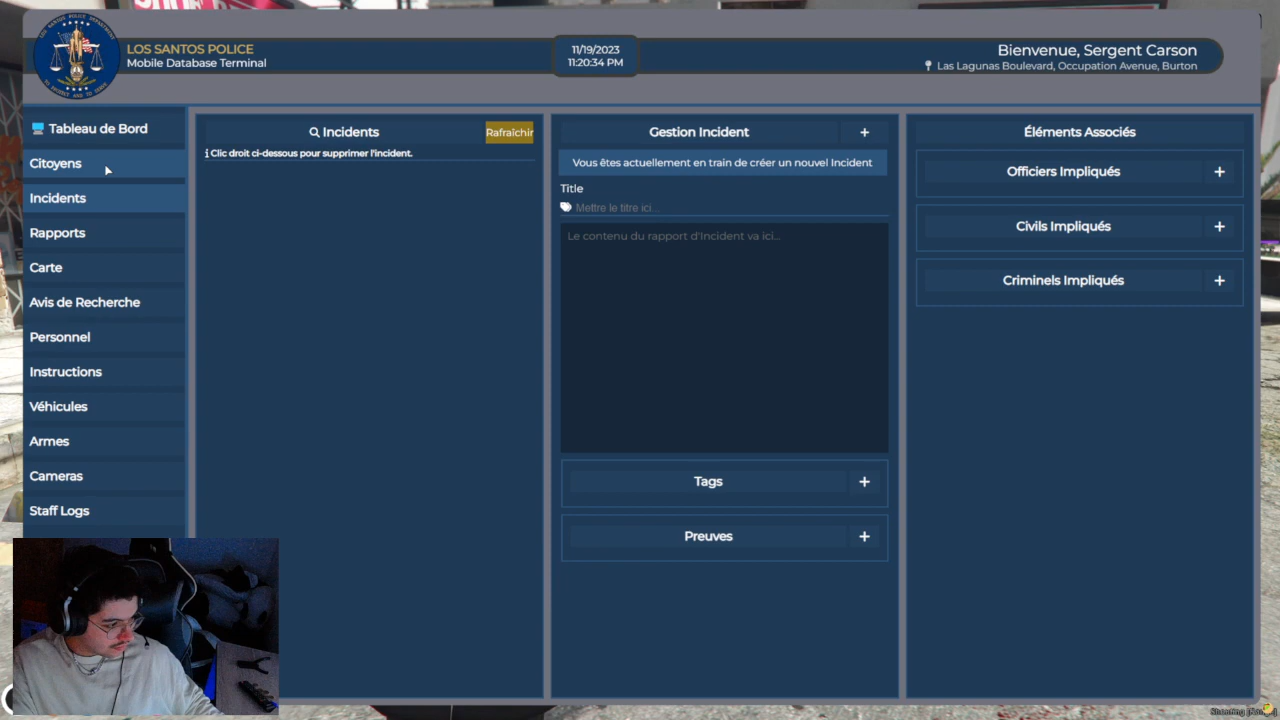 LOS SANTOS POLICE
Mobile Database Terminal
11/19/2023
11:20:34 PM
Bienvenue, Sergent Carson
Las Lagunas Boulevard, Occupation Avenue, Burton
Tableau de Bord
Citoyens
Incidents
Rapports
Carte
Avis de Recherche
Personnel
Instructions
Véhicules
Armes
Cameras
Staff Logs
Incidents
Rafraîchir
Clic droit ci-dessous pour supprimer l'incident.
Gestion Incident +
Vous êtes actuellement en train de créer un nouvel Incident
Title
Mettre le titre ici...
Le contenu du rapport d'Incident va ici...
Tags +
Preuves +
Éléments Associés
Officiers Impliqués +
Civils Impliqués +
Criminels Impliqués +